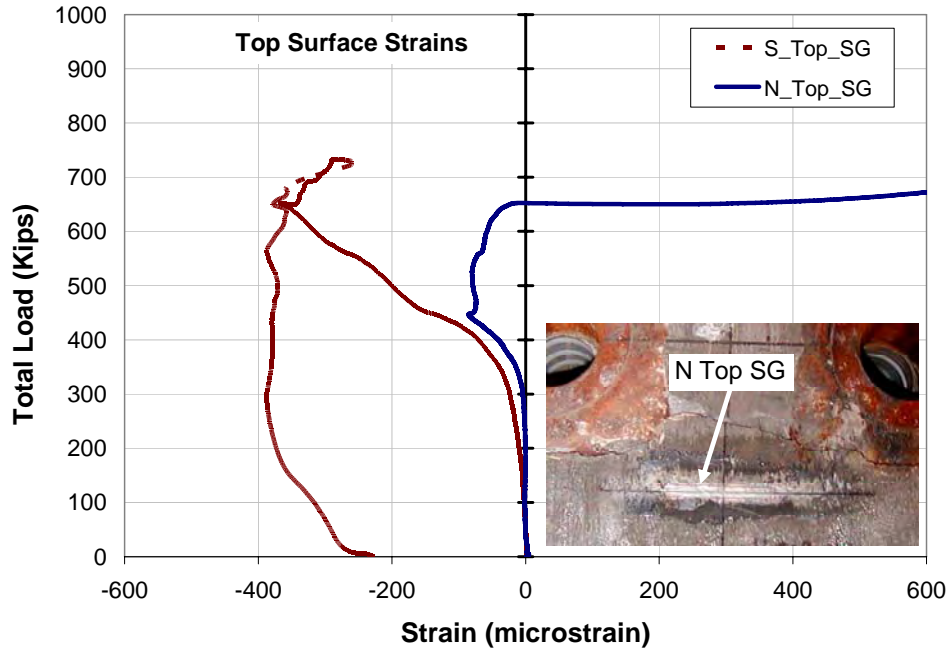 Top Surface Strains
S_Top_SG
N_Top_SG
1000
900
800
700
600
500
400
300
200
100
0
Total Load (Kips)
N Top SG
-600 -400 -200 0 200 400 600
Strain (microstrain)